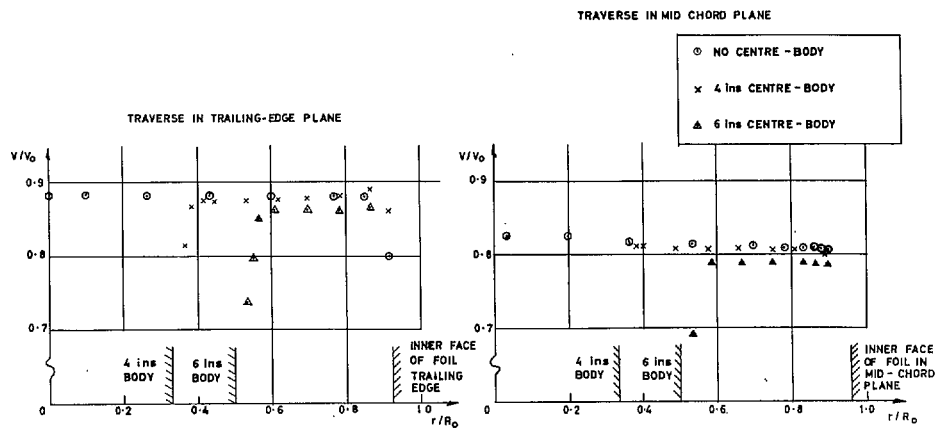 TRAVERSE IN MID CHORD PLANE
NO CENTRE-BODY
4 ins CENTRE-BODY
6 ins CENTRE-BODY
TRAVERSE IN TRAILING-EDGE PLANE
V/V₀
0.9
0.8
0.7
4 ins
BODY
6 ins
BODY
INNER FACE
OF FOIL
TRAILING
EDGE
0
0.2
0.4
0.6
0.8
1.0
r/R₀
V/V₀
0.9
0.8
0.7
4 ins
BODY
6 ins
BODY
INNER FACE
OF FOIL IN
MID-CHORD
PLANE
0
0.2
0.4
0.6
0.8
1.0
r/R₀